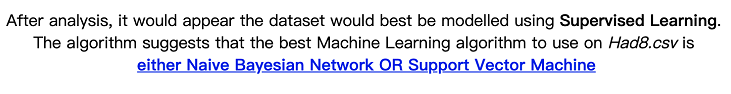 After analysis, it would appear the dataset would best be modelled using Supervised Learning.
The algorithm suggests that the best Machine Learning algorithm to use on Had8.csv is
either Naive Bayesian Network OR Support Vector Machine